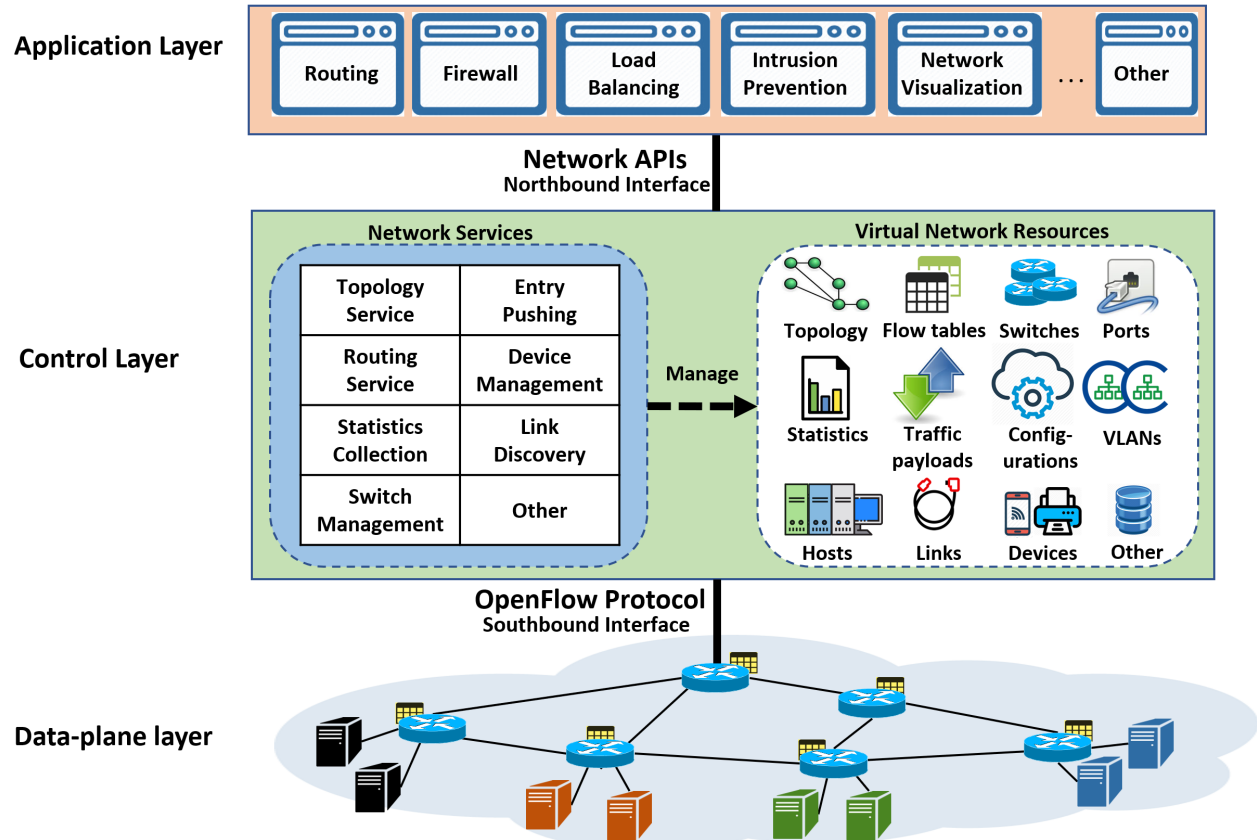 Application Layer
Routing
Firewall
Load
Balancing
Intrusion
Prevention
Network
Visualization
...
Other
Network APIs
Northbound Interface
Control Layer
Network Services
Topology
Service
Entry
Pushing
Routing
Service
Device
Management
Statistics
Collection
Link
Discovery
Switch
Management
Other
Manage
Virtual Network Resources
Topology
Flow tables
Switches
Ports
Statistics
Traffic
payloads
Config-
urations
VLANs
Hosts
Links
Devices
Other
OpenFlow Protocol
Southbound Interface
Data-plane layer